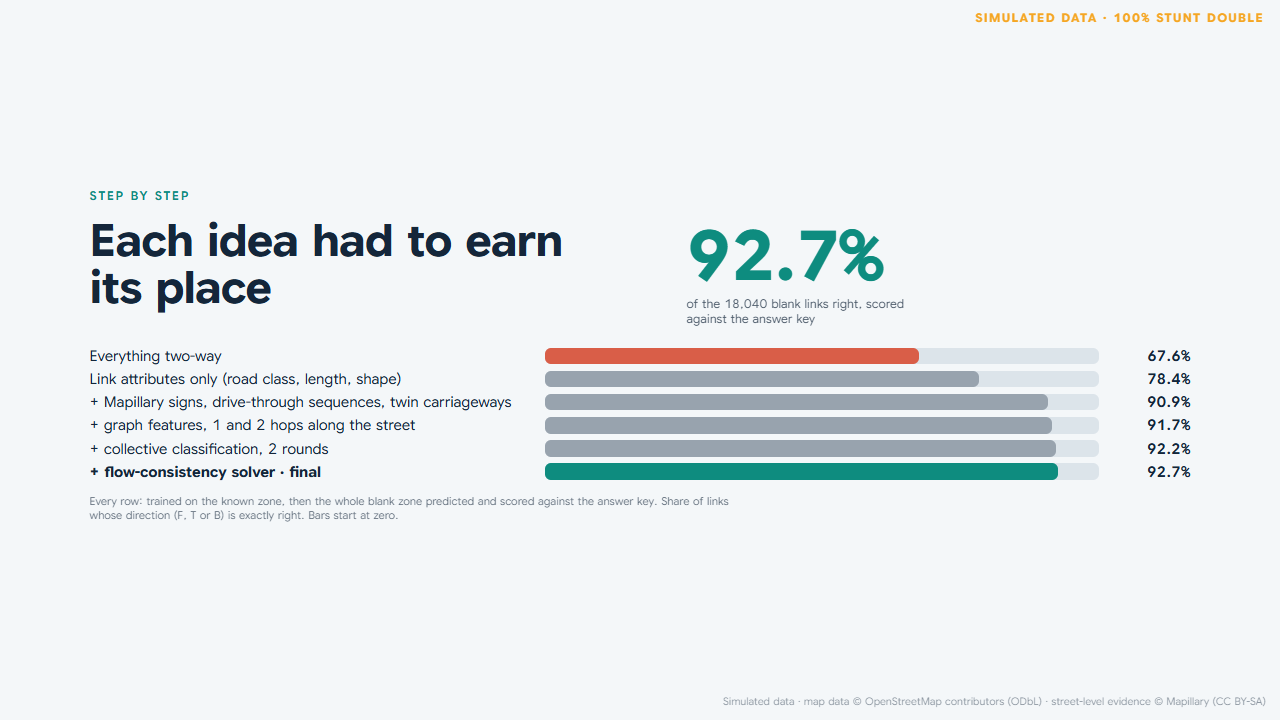 SIMULATED DATA · 100% STUNT DOUBLE
STEP BY STEP
Each idea had to earn
its place
92.7%
of the 18,040 blank links right, scored
against the answer key
Everything two-way 67.6%
Link attributes only (road class, length, shape) 78.4%
+ Mapillary signs, drive-through sequences, twin carriageways 90.9%
+ graph features, 1 and 2 hops along the street 91.7%
+ collective classification, 2 rounds 92.2%
+ flow-consistency solver · final 92.7%
Every row: trained on the known zone, then the whole blank zone predicted and scored against the answer key. Share of links
whose direction (F, T or B) is exactly right. Bars start at zero.
Simulated data · map data © OpenStreetMap contributors (ODbL) · street-level evidence © Mapillary (CC BY-SA)